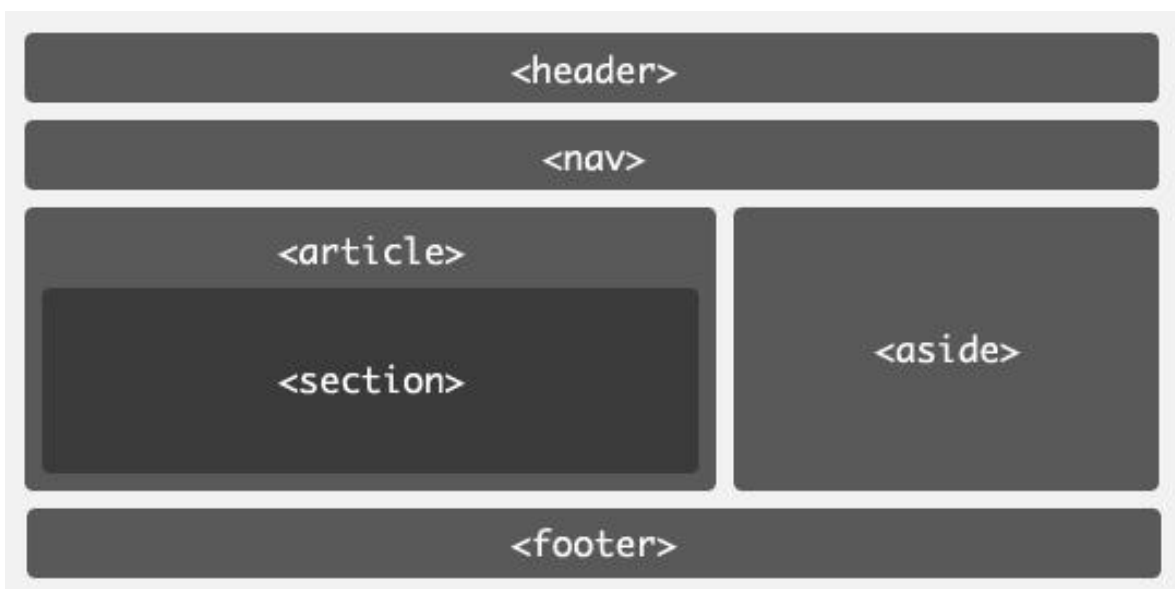 <header>
<nav>
<article>
<section>
<aside>
<footer>